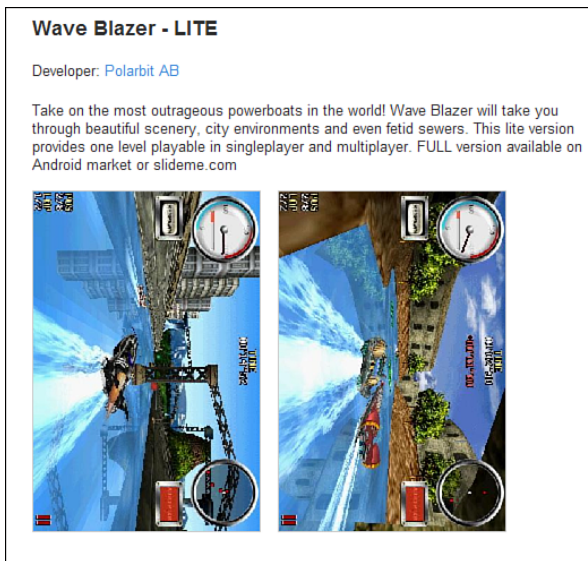 Wave Blazer - LITE
Developer: Polarbit AB
Take on the most outrageous powerboats in the world! Wave Blazer will take you
through beautiful scenery, city environments and even fetid sewers. This lite version
provides one level playable in singleplayer and multiplayer. FULL version available on
Android market or slideme.com